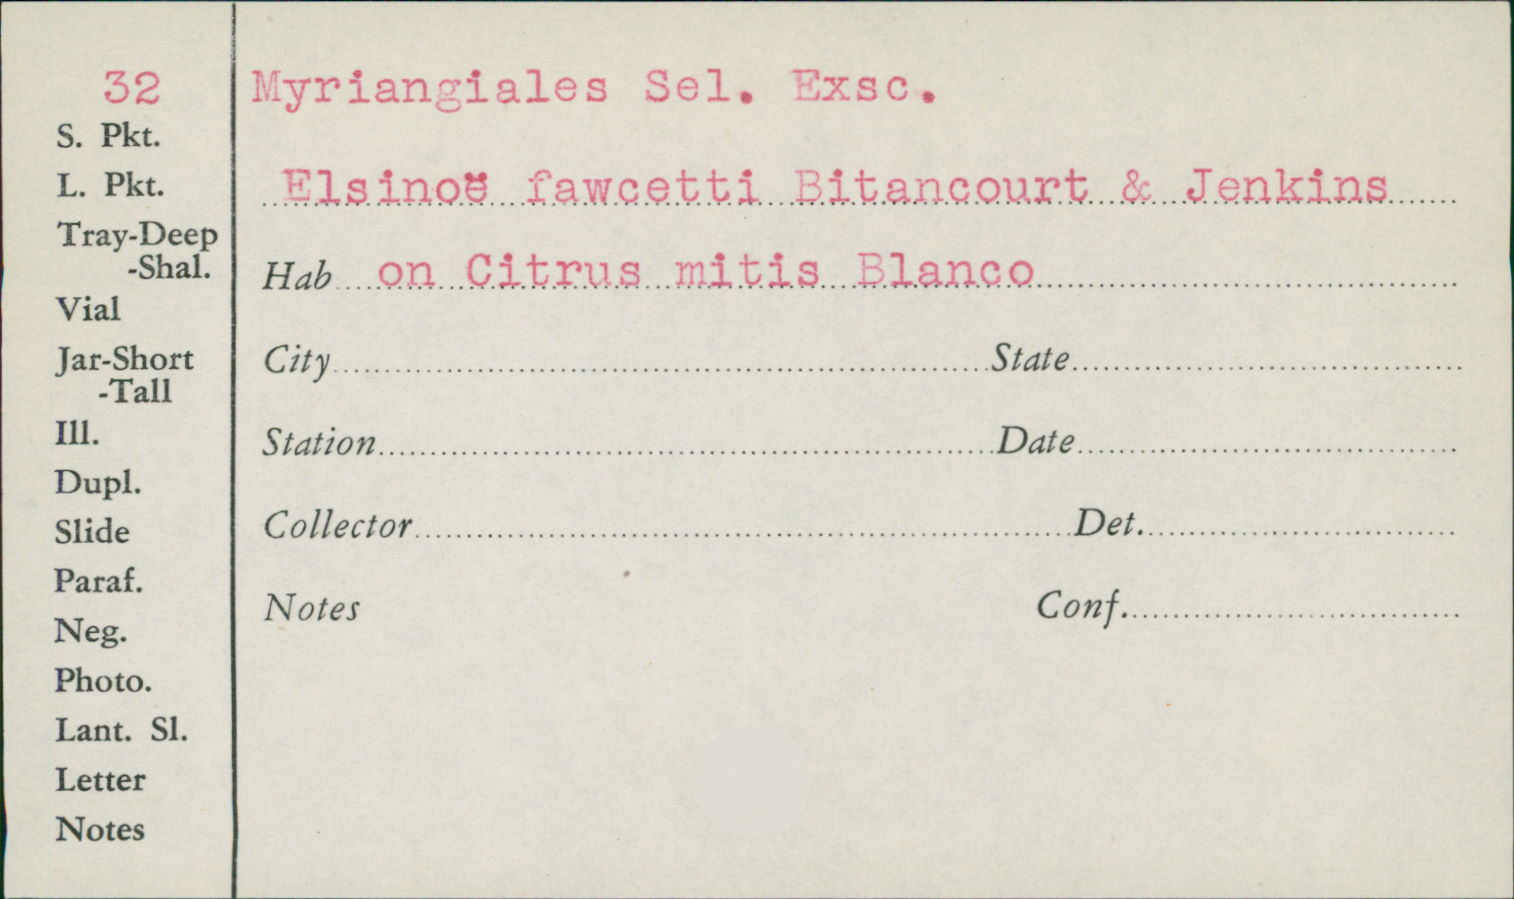 32
S. Pkt.
L. Pkt.
Tray-Deep
-Shal.
Vial
Jar-Short
-Tall
Ill.
Dupl.
Slide
Paraf.
Neg.
Photo.
Lant. Sl.
Letter
Notes
Myriangiales Sel. Exsc.
Elsinoë fawcetti Bitancourt & Jenkins
Hab on Citrus mitis Blanco
City State
Station Date
Collector Det.
Notes Conf.